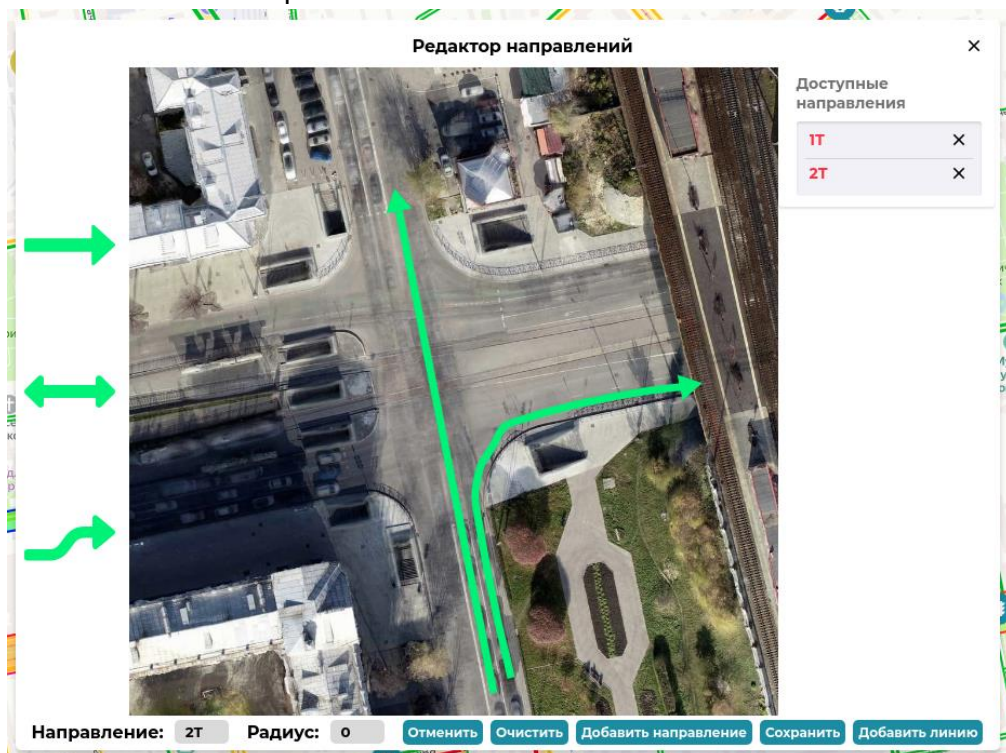 Редактор направлений
×
Доступные
направления
1Т ×
2Т ×
Направление: 2Т Радиус: 0 Отменить Очистить Добавить направление Сохранить Добавить линию